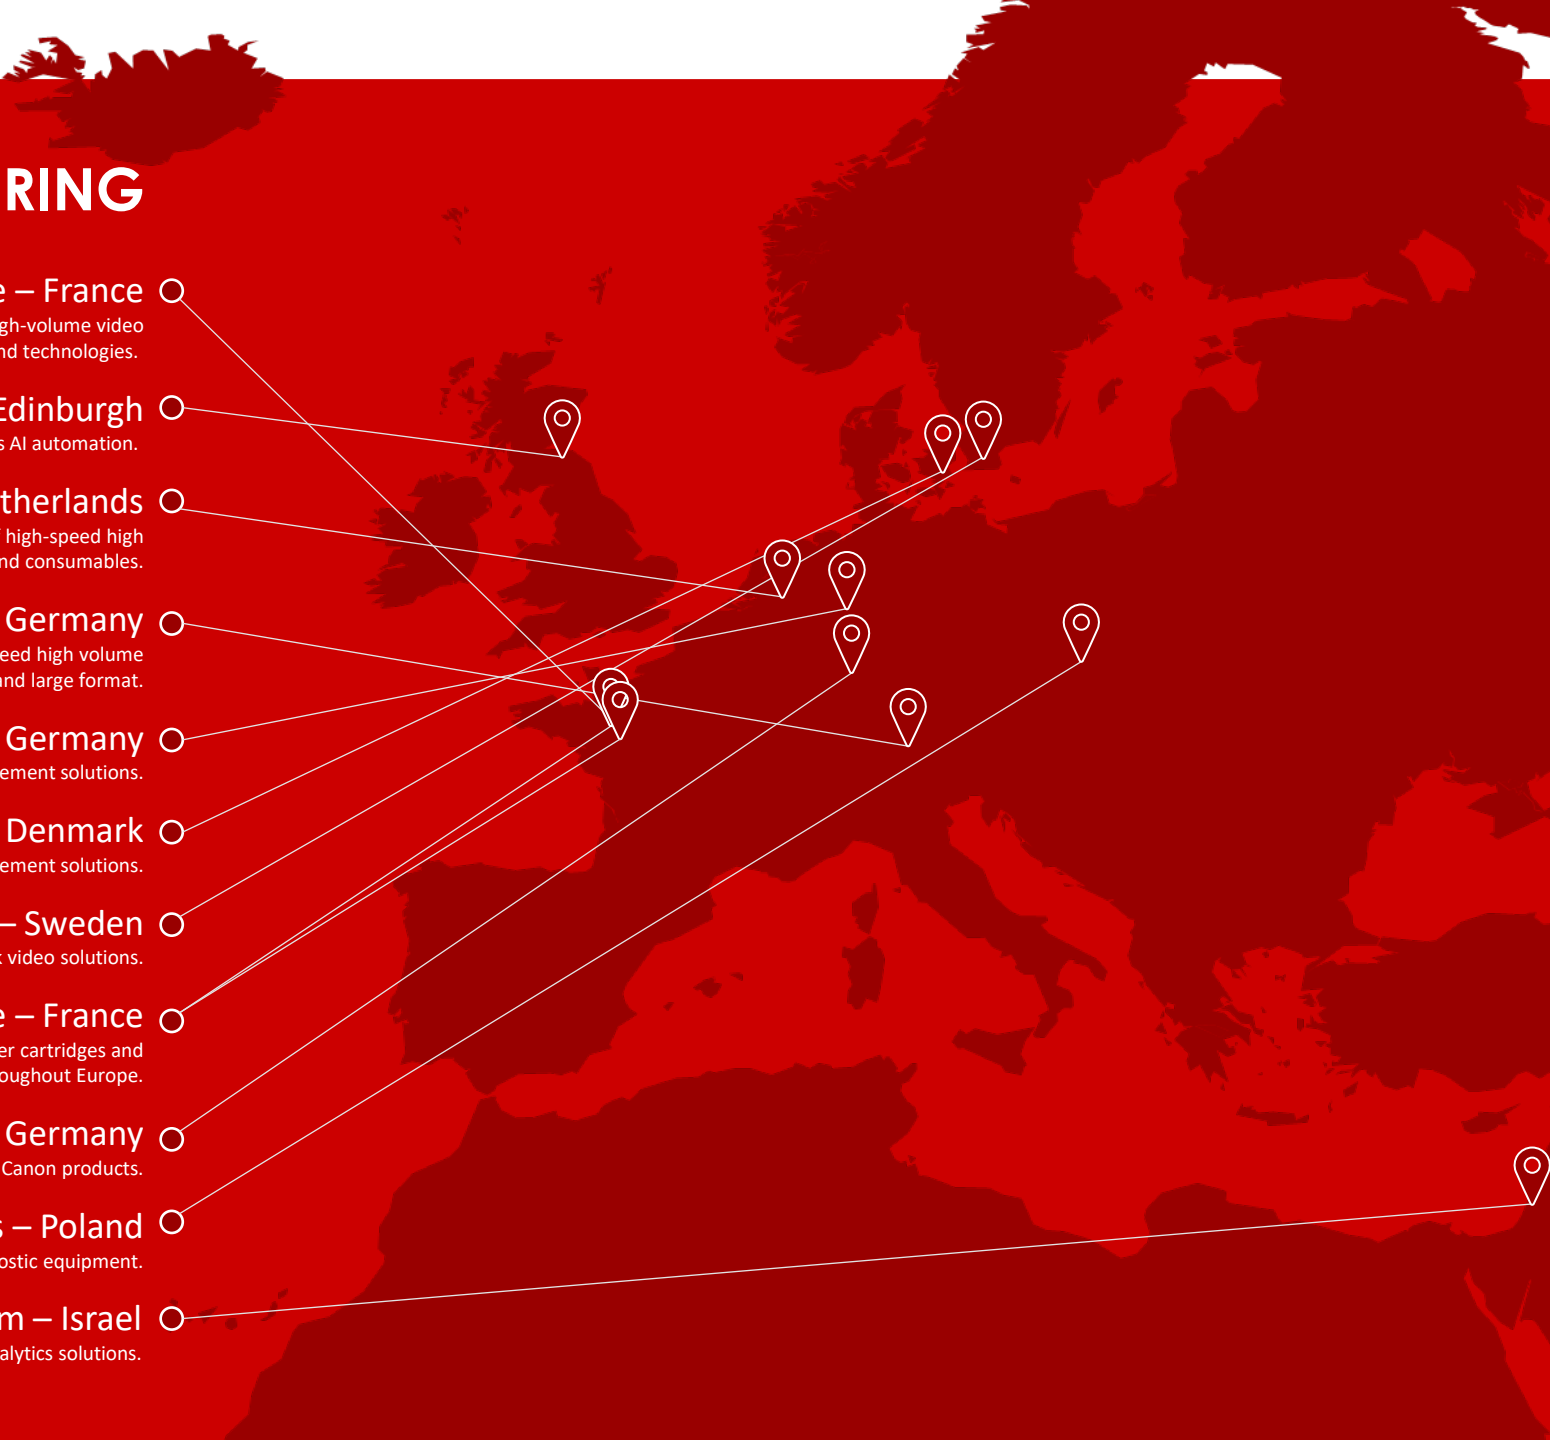 RING
e – France
gh-volume video
nd technologies.
Edinburgh
s AI automation.
therlands
high-speed high
nd consumables.
Germany
eed high volume
and large format.
Germany
ement solutions.
Denmark
ement solutions.
– Sweden
k video solutions.
e – France
er cartridges and
oughout Europe.
Germany
Canon products.
s – Poland
ostic equipment.
m – Israel
alytics solutions.